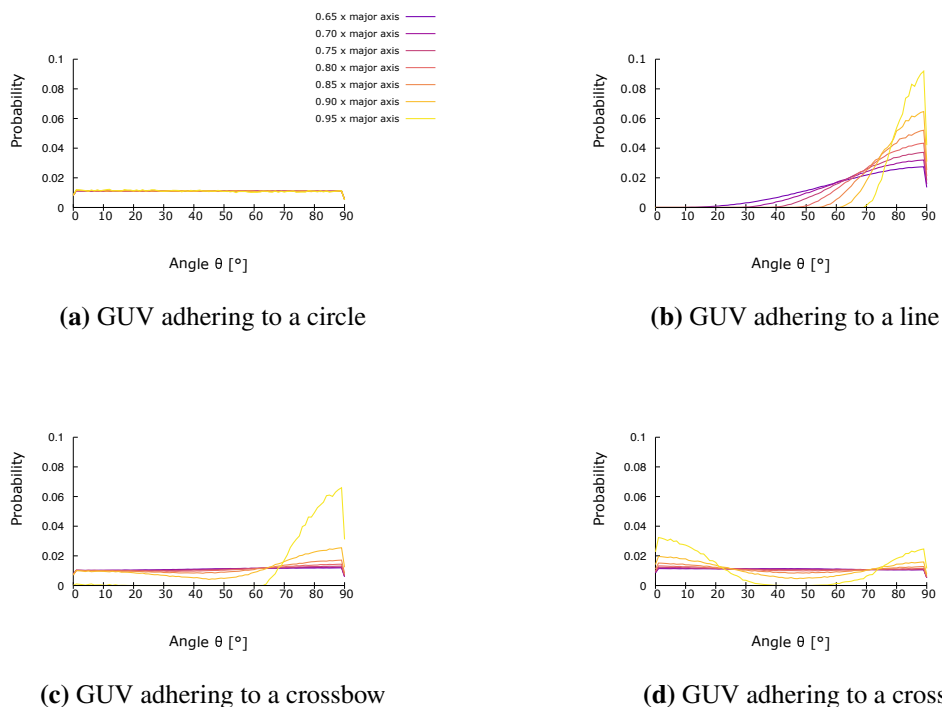 0.65 x major axis
0.70 x major axis
0.75 x major axis
0.80 x major axis
0.85 x major axis
0.90 x major axis
0.95 x major axis
Probability
0.1
0.08
0.06
0.04
0.02
0
0 10 20 30 40 50 60 70 80 90
Angle θ [°]
(a) GUV adhering to a circle
Probability
0.1
0.08
0.06
0.04
0.02
0
0 10 20 30 40 50 60 70 80 90
Angle θ [°]
(b) GUV adhering to a line
Probability
0.1
0.08
0.06
0.04
0.02
0
0 10 20 30 40 50 60 70 80 90
Angle θ [°]
(c) GUV adhering to a crossbow
Probability
0.1
0.08
0.06
0.04
0.02
0
0 10 20 30 40 50 60 70 80 90
Angle θ [°]
(d) GUV adhering to a cross